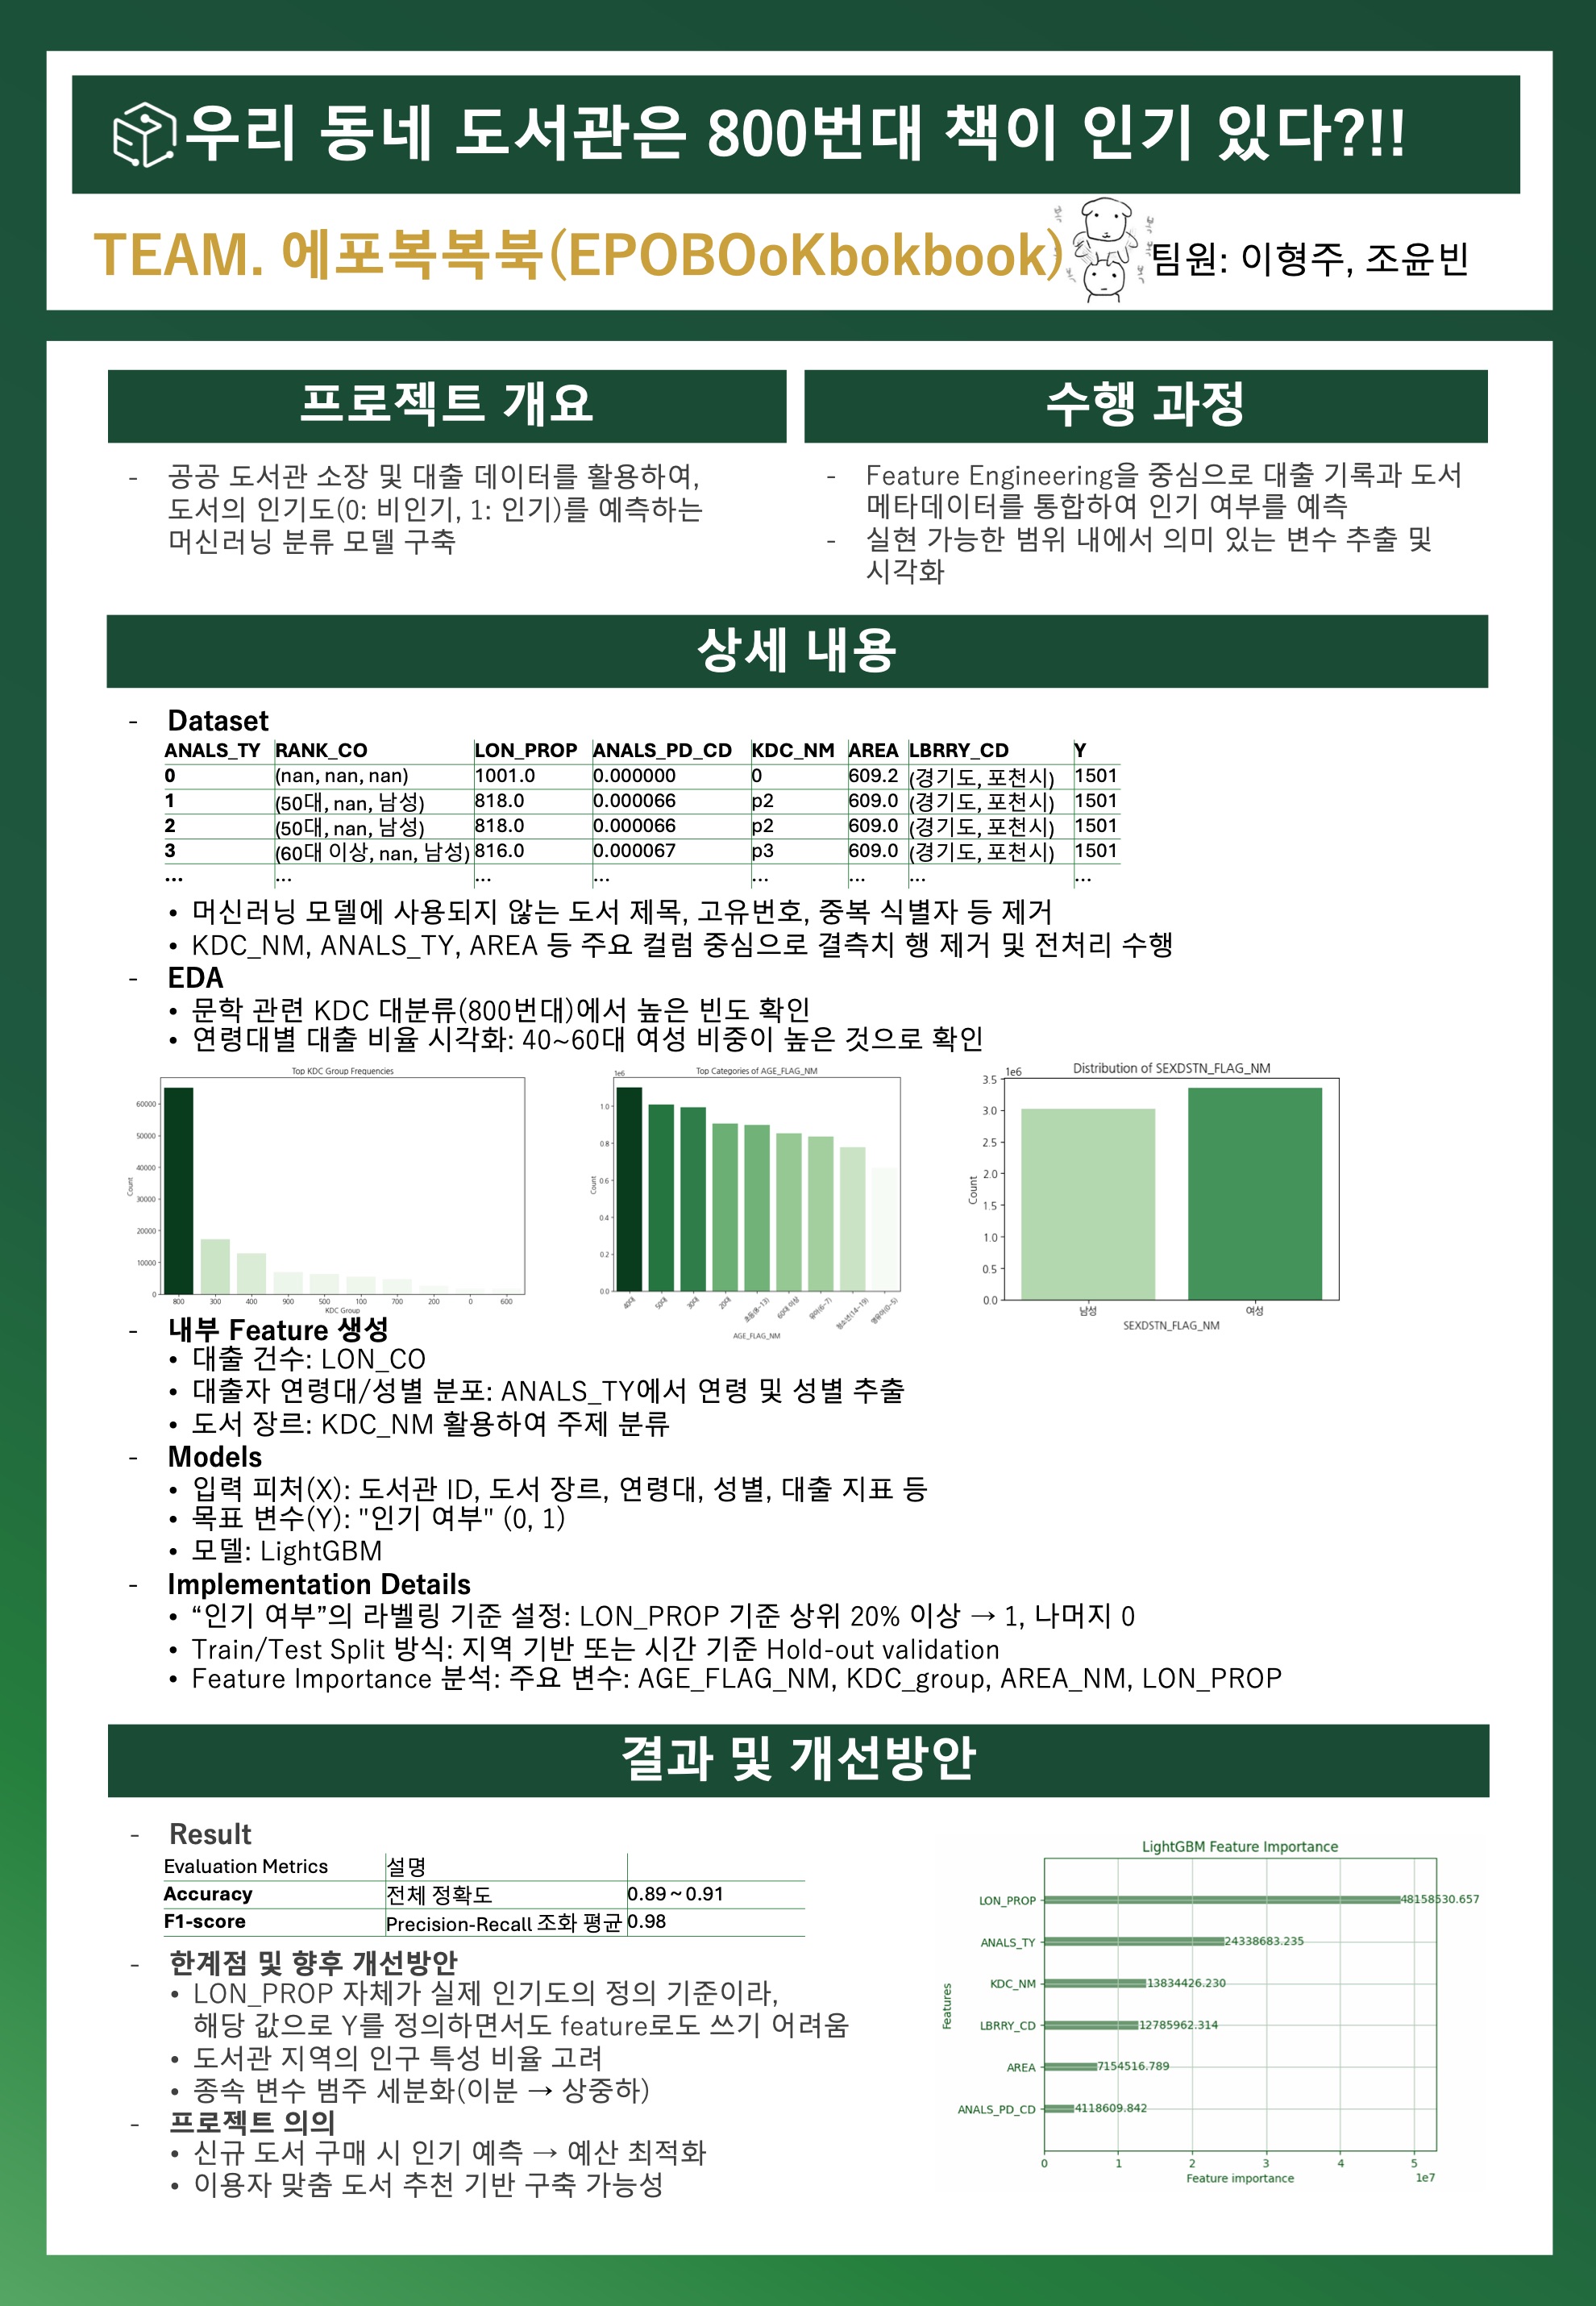 우리 동네 도서관은 800번대 책이 인기 있다?!!
TEAM. 에포복복북(EPOBOoKbokbook)
팀원: 이형주, 조윤빈
프로젝트 개요
- 공공 도서관 소장 및 대출 데이터를 활용하여,
도서의 인기도(0: 비인기, 1: 인기)를 예측하는
머신러닝 분류 모델 구축
수행 과정
- Feature Engineering을 중심으로 대출 기록과 도서
메타데이터를 통합하여 인기 여부를 예측
- 실현 가능한 범위 내에서 의미 있는 변수 추출 및
시각화
상세 내용
- Dataset
ANALS_TY RANK_CO LON_PROP ANALS_PD_CD KDC_NM AREA LBRRY_CD Y
0 (nan, nan, nan) 1001.0 0.000000 0 609.2 (경기도, 포천시) 1501
1 (50대, nan, 남성) 818.0 0.000066 p2 609.0 (경기도, 포천시) 1501
2 (50대, nan, 남성) 818.0 0.000066 p2 609.0 (경기도, 포천시) 1501
3 (60대 이상, nan, 남성) 816.0 0.000067 p3 609.0 (경기도, 포천시) 1501
... ... ... ... ... ... ... ...
• 머신러닝 모델에 사용되지 않는 도서 제목, 고유번호, 중복 식별자 등 제거
• KDC_NM, ANALS_TY, AREA 등 주요 컬럼 중심으로 결측치 행 제거 및 전처리 수행
- EDA
• 문학 관련 KDC 대분류(800번대)에서 높은 빈도 확인
• 연령대별 대출 비율 시각화: 40~60대 여성 비중이 높은 것으로 확인
Top KDC Group Frequencies
60000
50000
40000
30000
20000
10000
0
Count
800 300 400 900 500 100 700 200 0 600
KDC Group
Top Categories of AGE_FLAG_NM
1e6
1.0
0.8
0.6
0.4
0.2
0.0
Count
40대 50대 30대 20대 초등(8~13) 60대 이상 유아(6~7) 청소년(14~19) 영유아(0~5)
AGE_FLAG_NM
Distribution of SEXDSTN_FLAG_NM
1e6
3.5
3.0
2.5
2.0
1.5
1.0
0.5
0.0
Count
남성 여성
SEXDSTN_FLAG_NM
- 내부 Feature 생성
• 대출 건수: LON_CO
• 대출자 연령대/성별 분포: ANALS_TY에서 연령 및 성별 추출
• 도서 장르: KDC_NM 활용하여 주제 분류
- Models
• 입력 피처(X): 도서관 ID, 도서 장르, 연령대, 성별, 대출 지표 등
• 목표 변수(Y): "인기 여부" (0, 1)
• 모델: LightGBM
- Implementation Details
• “인기 여부”의 라벨링 기준 설정: LON_PROP 기준 상위 20% 이상 → 1, 나머지 0
• Train/Test Split 방식: 지역 기반 또는 시간 기준 Hold-out validation
• Feature Importance 분석: 주요 변수: AGE_FLAG_NM, KDC_group, AREA_NM, LON_PROP
결과 및 개선방안
- Result
Evaluation Metrics 설명
Accuracy 전체 정확도 0.89 ~ 0.91
F1-score Precision-Recall 조화 평균 0.98
- 한계점 및 향후 개선방안
• LON_PROP 자체가 실제 인기도의 정의 기준이라,
해당 값으로 Y를 정의하면서도 feature로도 쓰기 어려움
• 도서관 지역의 인구 특성 비율 고려
• 종속 변수 범주 세분화(이분 → 상중하)
- 프로젝트 의의
• 신규 도서 구매 시 인기 예측 → 예산 최적화
• 이용자 맞춤 도서 추천 기반 구축 가능성
LightGBM Feature Importance
LON_PROP 48158530.657
ANALS_TY 24338683.235
KDC_NM 13834426.230
LBRRY_CD 12785962.314
AREA 7154516.789
ANALS_PD_CD 4118609.842
Features
0 1 2 3 4 5
1e7
Feature importance